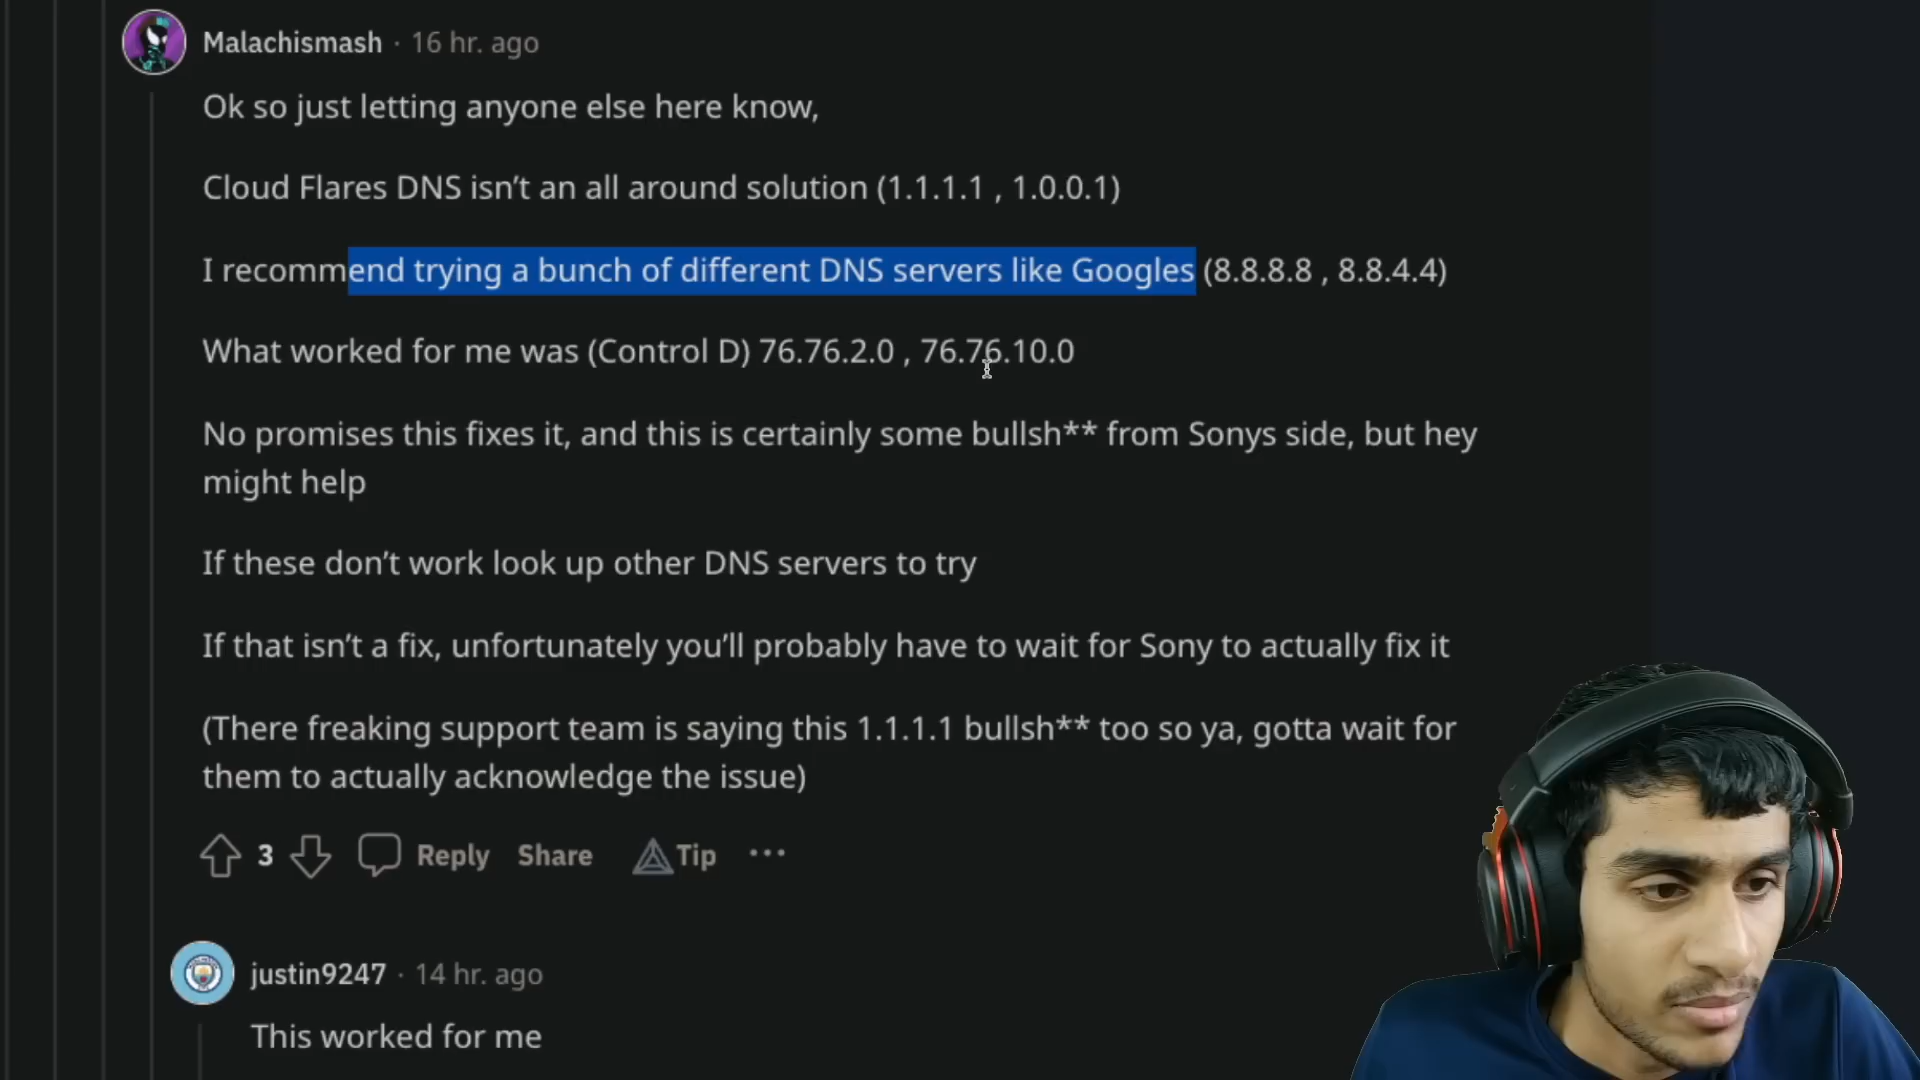 Malachismash · 16 hr. ago
Ok so just letting anyone else here know,
Cloud Flares DNS isn’t an all around solution (1.1.1.1 , 1.0.0.1)
I recommend trying a bunch of different DNS servers like Googles (8.8.8.8 , 8.8.4.4)
What worked for me was (Control D) 76.76.2.0 , 76.76.10.0
No promises this fixes it, and this is certainly some bullsh** from Sonys side, but hey
might help
If these don’t work look up other DNS servers to try
If that isn’t a fix, unfortunately you’ll probably have to wait for Sony to actually fix it
(There freaking support team is saying this 1.1.1.1 bullsh** too so ya, gotta wait for
them to actually acknowledge the issue)
3 Reply Share Tip ···
justin9247 · 14 hr. ago
This worked for me